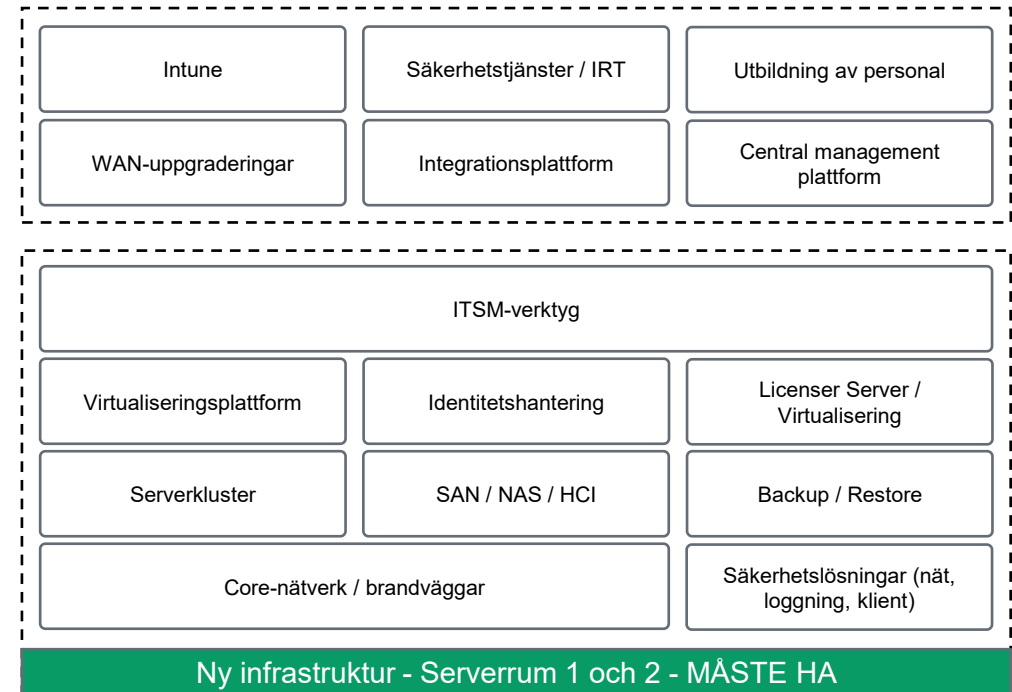 Intune
Säkerhetstjänster / IRT
Utbildning av personal
WAN-uppgraderingar
Integrationsplattform
Central management
plattform
ITSM-verktyg
Virtualiseringsplattform
Identitetshantering
Licenser Server /
Virtualisering
Serverkluster
SAN / NAS / HCI
Backup / Restore
Core-nätverk / brandväggar
Säkerhetslösningar (nät,
loggning, klient)
Ny infrastruktur - Serverrum 1 och 2 - MÅSTE HA